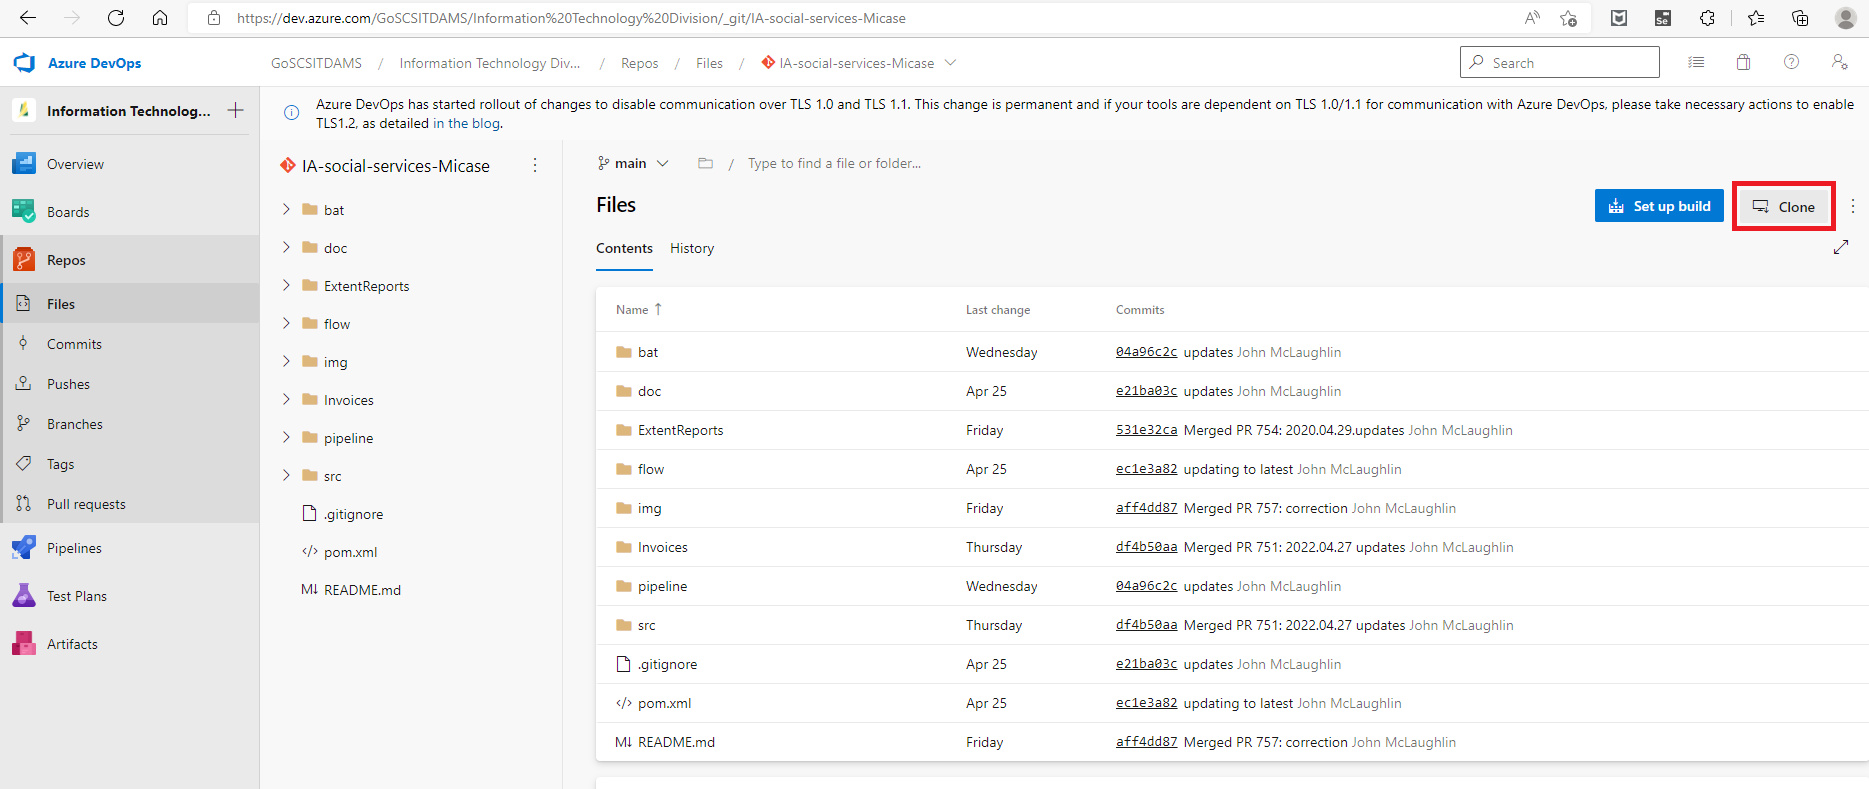 https://dev.azure.com/GoSCSITDAMS/Information%20Technology%20Division/_git/IA-social-services-Micase
Azure DevOps
GoSCSITDAMS / Information Technology Div... / Repos / Files / IA-social-services-Micase
Search
Information Technolog...
Overview
Boards
Repos
Files
Commits
Pushes
Branches
Tags
Pull requests
Pipelines
Test Plans
Artifacts
Azure DevOps has started rollout of changes to disable communication over TLS 1.0 and TLS 1.1. This change is permanent and if your tools are dependent on TLS 1.0/1.1 for communication with Azure DevOps, please take necessary actions to enable
TLS1.2, as detailed in the blog.
IA-social-services-Micase
bat
doc
ExtentReports
flow
img
Invoices
pipeline
src
.gitignore
pom.xml
README.md
main / Type to find a file or folder...
Files
Set up build
Clone
Contents History
Name Last change Commits
bat Wednesday 04a96c2c updates John McLaughlin
doc Apr 25 e21ba03c updates John McLaughlin
ExtentReports Friday 531e32ca Merged PR 754: 2020.04.29.updates John McLaughlin
flow Apr 25 ec1e3a82 updating to latest John McLaughlin
img Friday aff4dd87 Merged PR 757: correction John McLaughlin
Invoices Thursday df4b50aa Merged PR 751: 2022.04.27 updates John McLaughlin
pipeline Wednesday 04a96c2c updates John McLaughlin
src Thursday df4b50aa Merged PR 751: 2022.04.27 updates John McLaughlin
.gitignore Apr 25 e21ba03c updates John McLaughlin
pom.xml Apr 25 ec1e3a82 updating to latest John McLaughlin
README.md Friday aff4dd87 Merged PR 757: correction John McLaughlin